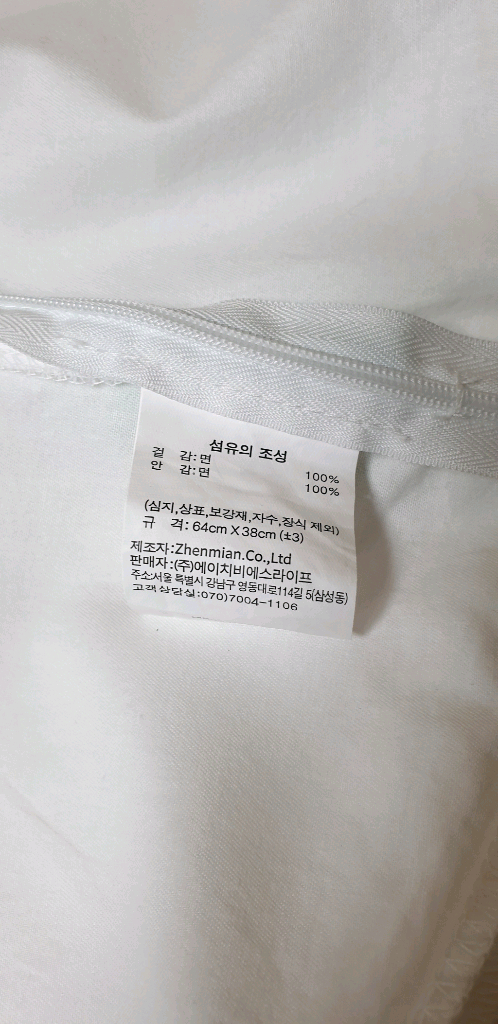 섬유의 조성
겉 감:면 100%
안 감:면 100%
(심지,상표,보강재,자수,장식 제외)
규 격:64cm X 38cm (±3)
제조자:Zhenmian.Co.,Ltd
판매자:(주)에이치비에스라이프
주소:서울 특별시 강남구 영동대로114길 5(삼성동)
고객상담실:070)7004-1106